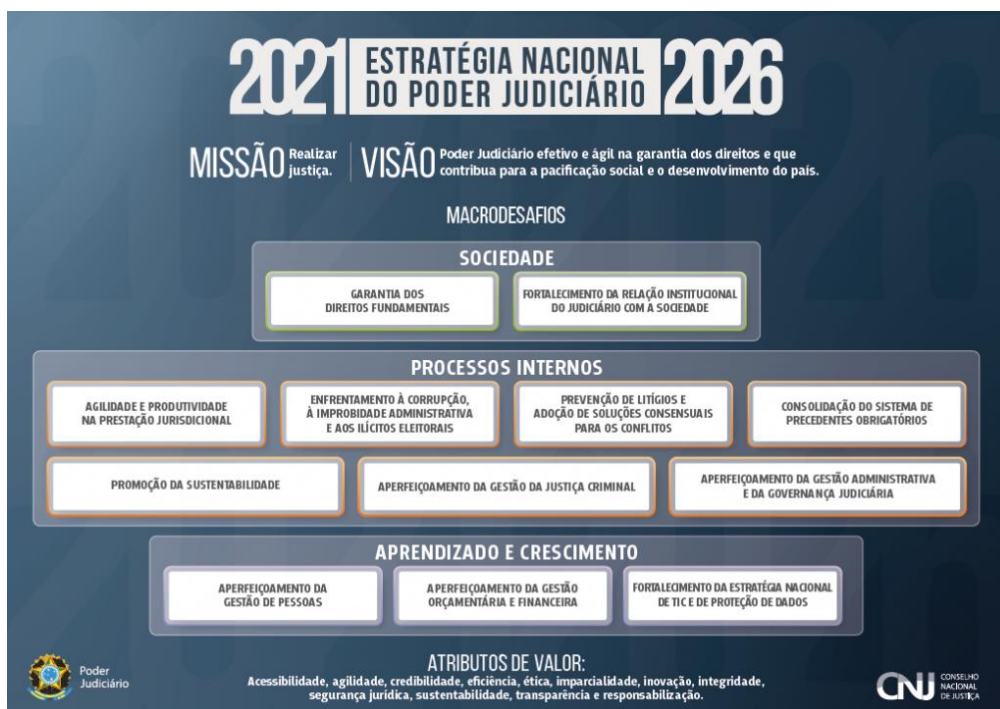 2021 ESTRATÉGIA NACIONAL DO PODER JUDICIÁRIO 2026
MISSÃO Realizar justiça.
VISÃO Poder Judiciário efetivo e ágil na garantia dos direitos e que contribua para a pacificação social e o desenvolvimento do país.
MACRODESAFIOS
SOCIEDADE
GARANTIA DOS
DIREITOS FUNDAMENTAIS
FORTALECIMENTO DA RELAÇÃO INSTITUCIONAL
DO JUDICIÁRIO COM A SOCIEDADE
PROCESSOS INTERNOS
AGILIDADE E PRODUTIVIDADE
NA PRESTAÇÃO JURISDICIONAL
ENFRENTAMENTO À CORRUPÇÃO,
À IMPROBIDADE ADMINISTRATIVA
E AOS ILÍCITOS ELEITORAIS
PREVENÇÃO DE LITÍGIOS E
ADOÇÃO DE SOLUÇÕES CONSENSUAIS
PARA OS CONFLITOS
CONSOLIDAÇÃO DO SISTEMA DE
PRECEDENTES OBRIGATÓRIOS
PROMOÇÃO DA SUSTENTABILIDADE
APERFEIÇOAMENTO DA GESTÃO DA JUSTIÇA CRIMINAL
APERFEIÇOAMENTO DA GESTÃO ADMINISTRATIVA
E DA GOVERNANÇA JUDICIÁRIA
APRENDIZADO E CRESCIMENTO
APERFEIÇOAMENTO DA
GESTÃO DE PESSOAS
APERFEIÇOAMENTO DA GESTÃO
ORÇAMENTÁRIA E FINANCEIRA
FORTALECIMENTO DA ESTRATÉGIA NACIONAL
DE TIC E DE PROTEÇÃO DE DADOS
ATRIBUTOS DE VALOR:
Acessibilidade, agilidade, credibilidade, eficiência, ética, imparcialidade, inovação, integridade,
segurança jurídica, sustentabilidade, transparência e responsabilização.
Poder
Judiciário
CNJ
CONSELHO
NACIONAL
DE JUSTIÇA